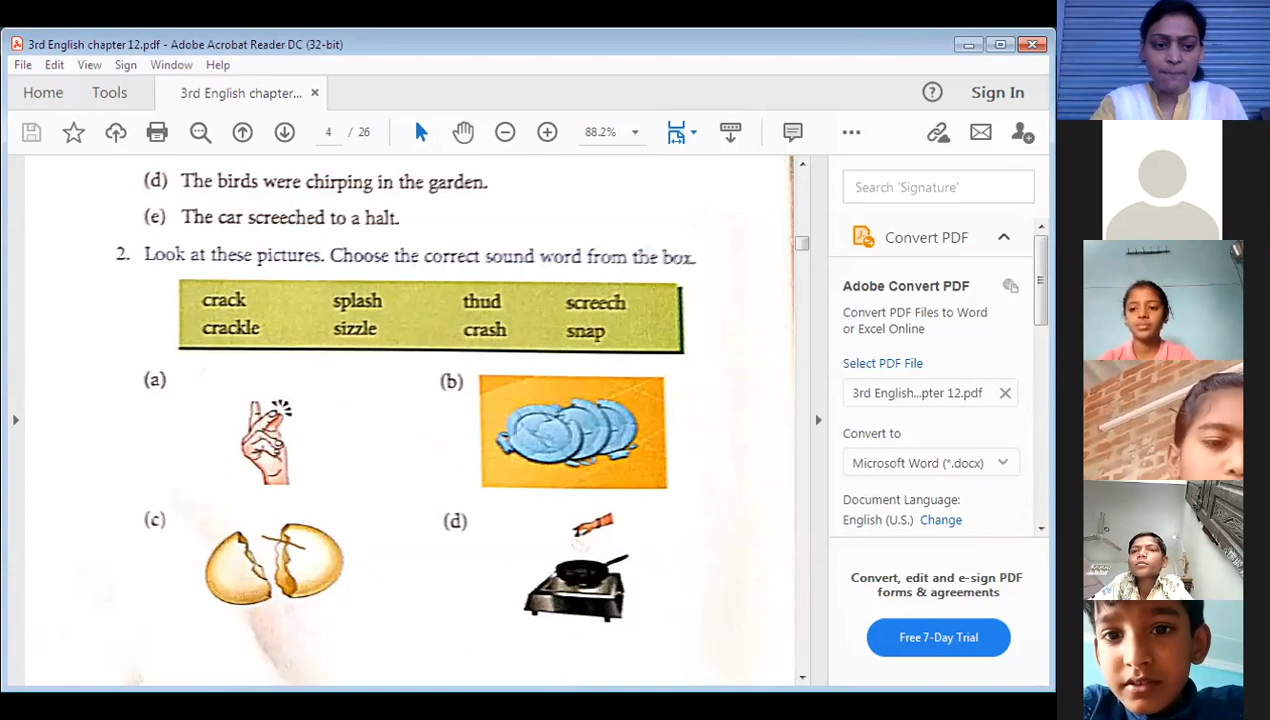 3rd English chapter 12.pdf - Adobe Acrobat Reader DC (32-bit)
File Edit View Sign Window Help
Home Tools 3rd English chapter... × Sign In
4 / 26 88.2%
(d) The birds were chirping in the garden.
(e) The car screeched to a halt.
2. Look at these pictures. Choose the correct sound word from the box.
crack splash thud screech
crackle sizzle crash snap
(a) (b)
(c) (d)
Search 'Signature'
Convert PDF
Adobe Convert PDF
Convert PDF Files to Word
or Excel Online
Select PDF File
3rd English...pter 12.pdf
Convert to
Microsoft Word (*.docx)
Document Language:
English (U.S.) Change
Convert, edit and e-sign PDF
forms & agreements
Free 7-Day Trial